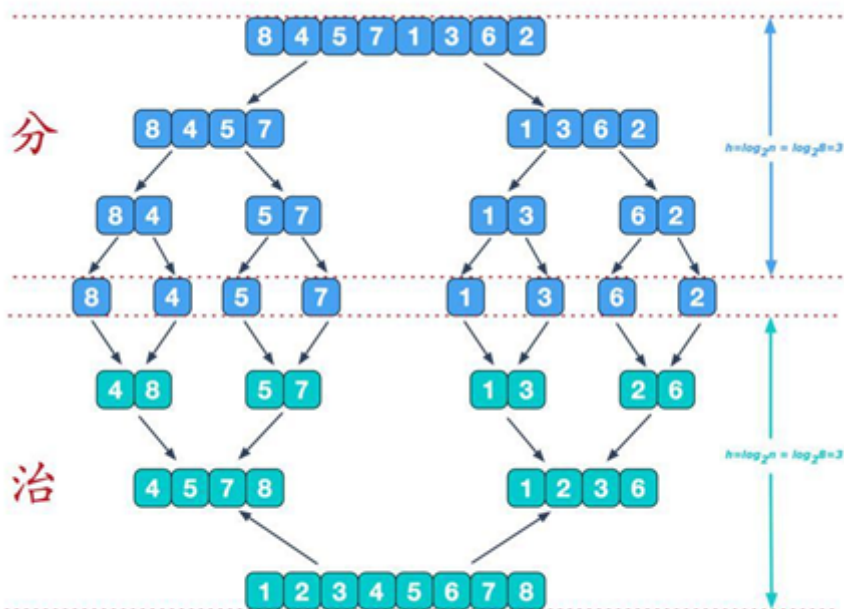 8 4 5 7 1 3 6 2
分
8 4 5 7 1 3 6 2
h=log₂n = log₂8=3
8 4 5 7 1 3 6 2
8 4 5 7 1 3 6 2
4 8 5 7 1 3 2 6
h=log₂n = log₂8=3
治
4 5 7 8 1 2 3 6
1 2 3 4 5 6 7 8